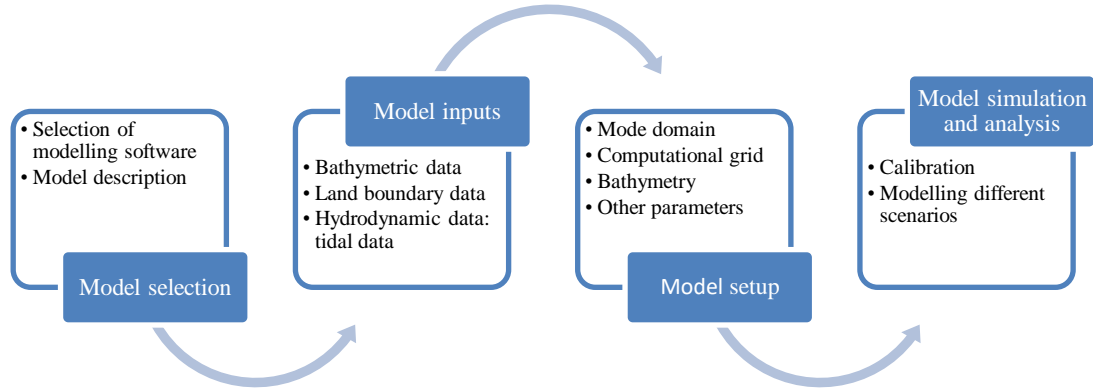 • Selection of
modelling software
• Model description
Model selection
Model inputs
• Bathymetric data
• Land boundary data
• Hydrodynamic data:
tidal data
• Mode domain
• Computational grid
• Bathymetry
• Other parameters
Model setup
Model simulation
and analysis
• Calibration
• Modelling different
scenarios